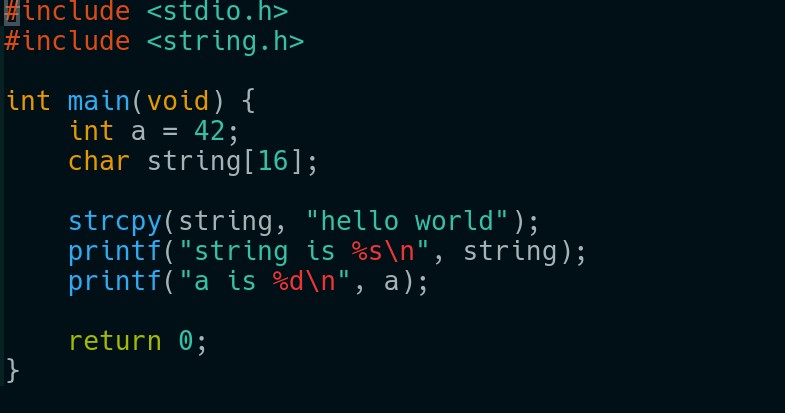 #include <stdio.h>
#include <string.h>

int main(void) {
    int a = 42;
    char string[16];

    strcpy(string, "hello world");
    printf("string is %s\n", string);
    printf("a is %d\n", a);

    return 0;
}